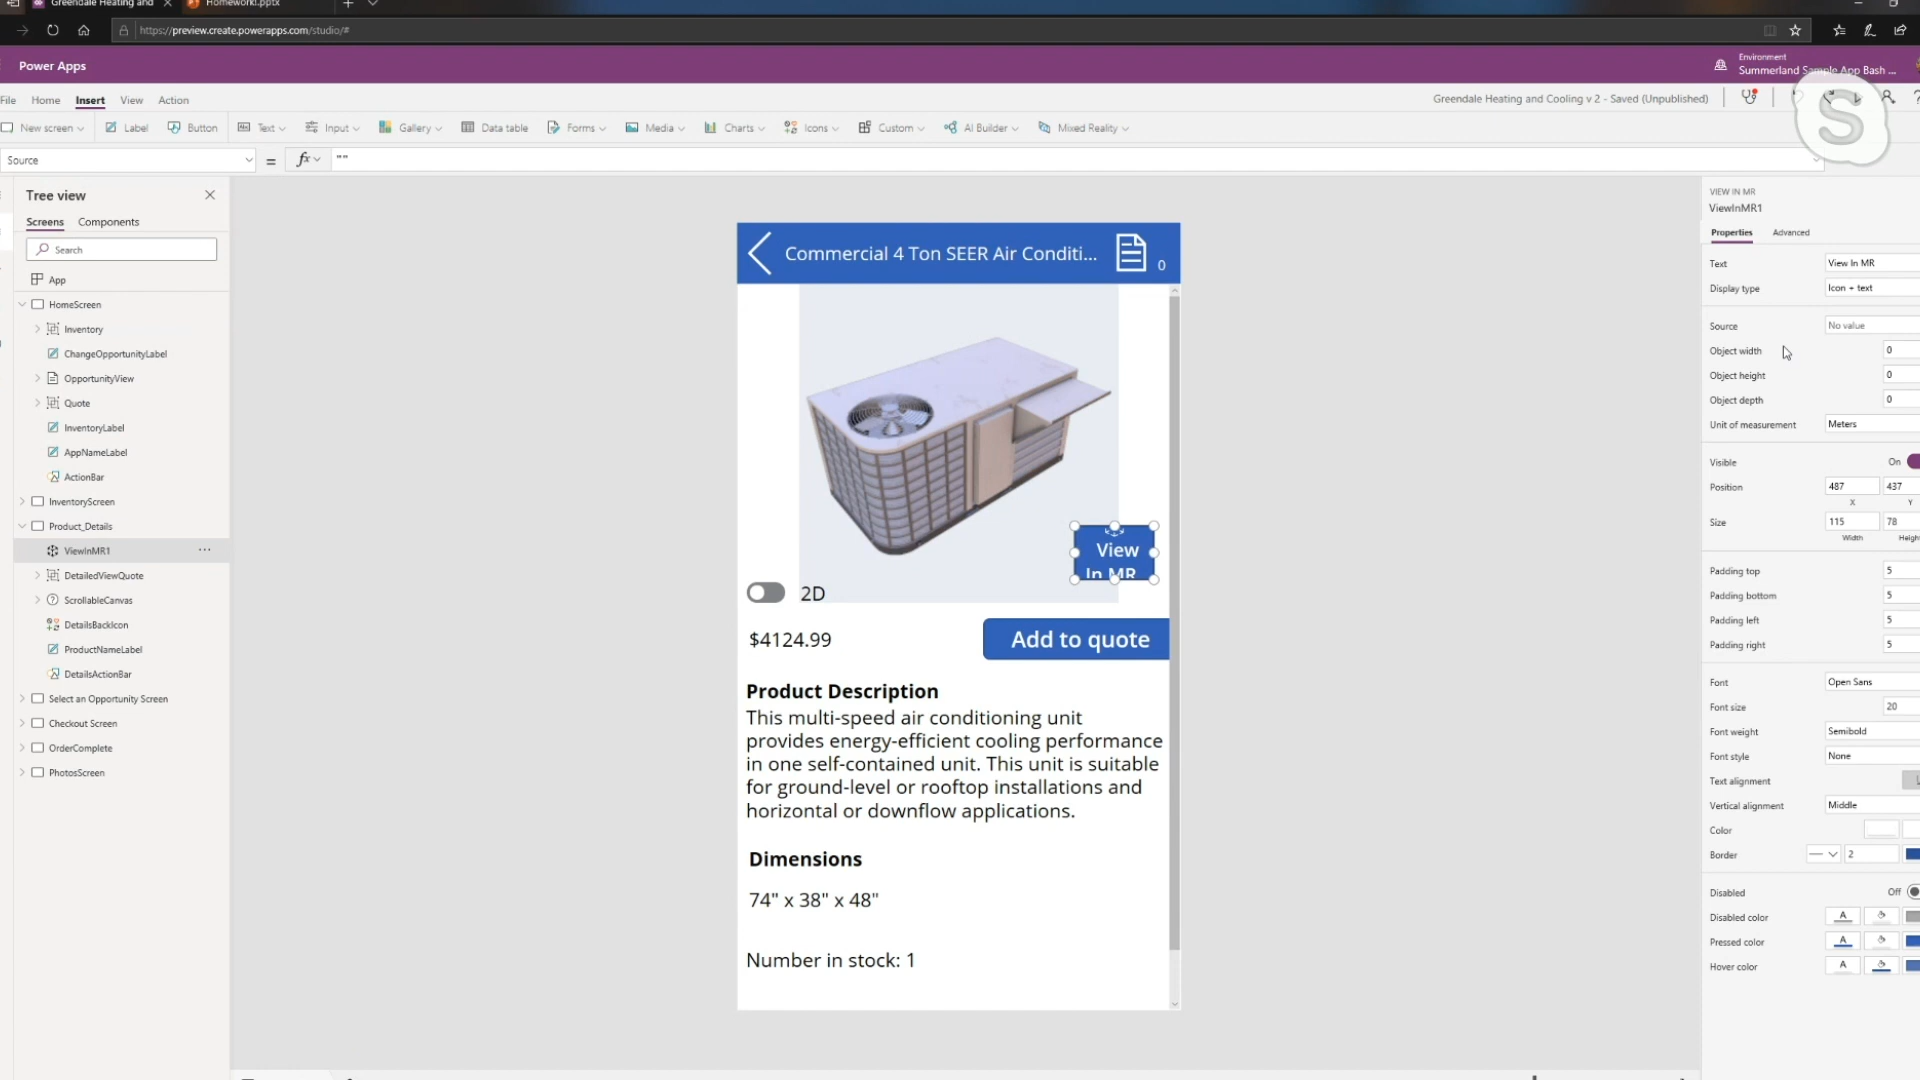 Greendale Heating and
Homework!.pptx
https://preview.create.powerapps.com/studio/#
Power Apps
Environment
Summerland Sample App Bash ...
File Home Insert View Action
Greendale Heating and Cooling v 2 - Saved (Unpublished)
New screen Label Button Text Input Gallery Data table Forms Media Charts Icons Custom AI Builder Mixed Reality
Source = fx ""
Tree view
Screens Components
Search
App
HomeScreen
Inventory
ChangeOpportunityLabel
OpportunityView
Quote
InventoryLabel
AppNameLabel
ActionBar
InventoryScreen
Product_Details
ViewInMR1 ...
DetailedViewQuote
ScrollableCanvas
DetailsBackIcon
ProductNameLabel
DetailsActionBar
Select an Opportunity Screen
Checkout Screen
OrderComplete
PhotosScreen
Commercial 4 Ton SEER Air Conditi... 0
View
In MR
2D
$4124.99
Add to quote
Product Description
This multi-speed air conditioning unit
provides energy-efficient cooling performance
in one self-contained unit. This unit is suitable
for ground-level or rooftop installations and
horizontal or downflow applications.
Dimensions
74" x 38" x 48"
Number in stock: 1
VIEW IN MR
ViewInMR1
Properties Advanced
Text View In MR
Display type Icon + text
Source No value
Object width 0
Object height 0
Object depth 0
Unit of measurement Meters
Visible On
Position 487 437
X Y
Size 115 78
Width Height
Padding top 5
Padding bottom 5
Padding left 5
Padding right 5
Font Open Sans
Font size 20
Font weight Semibold
Font style None
Text alignment
Vertical alignment Middle
Color
Border 2
Disabled Off
Disabled color A
Pressed color A
Hover color A
S